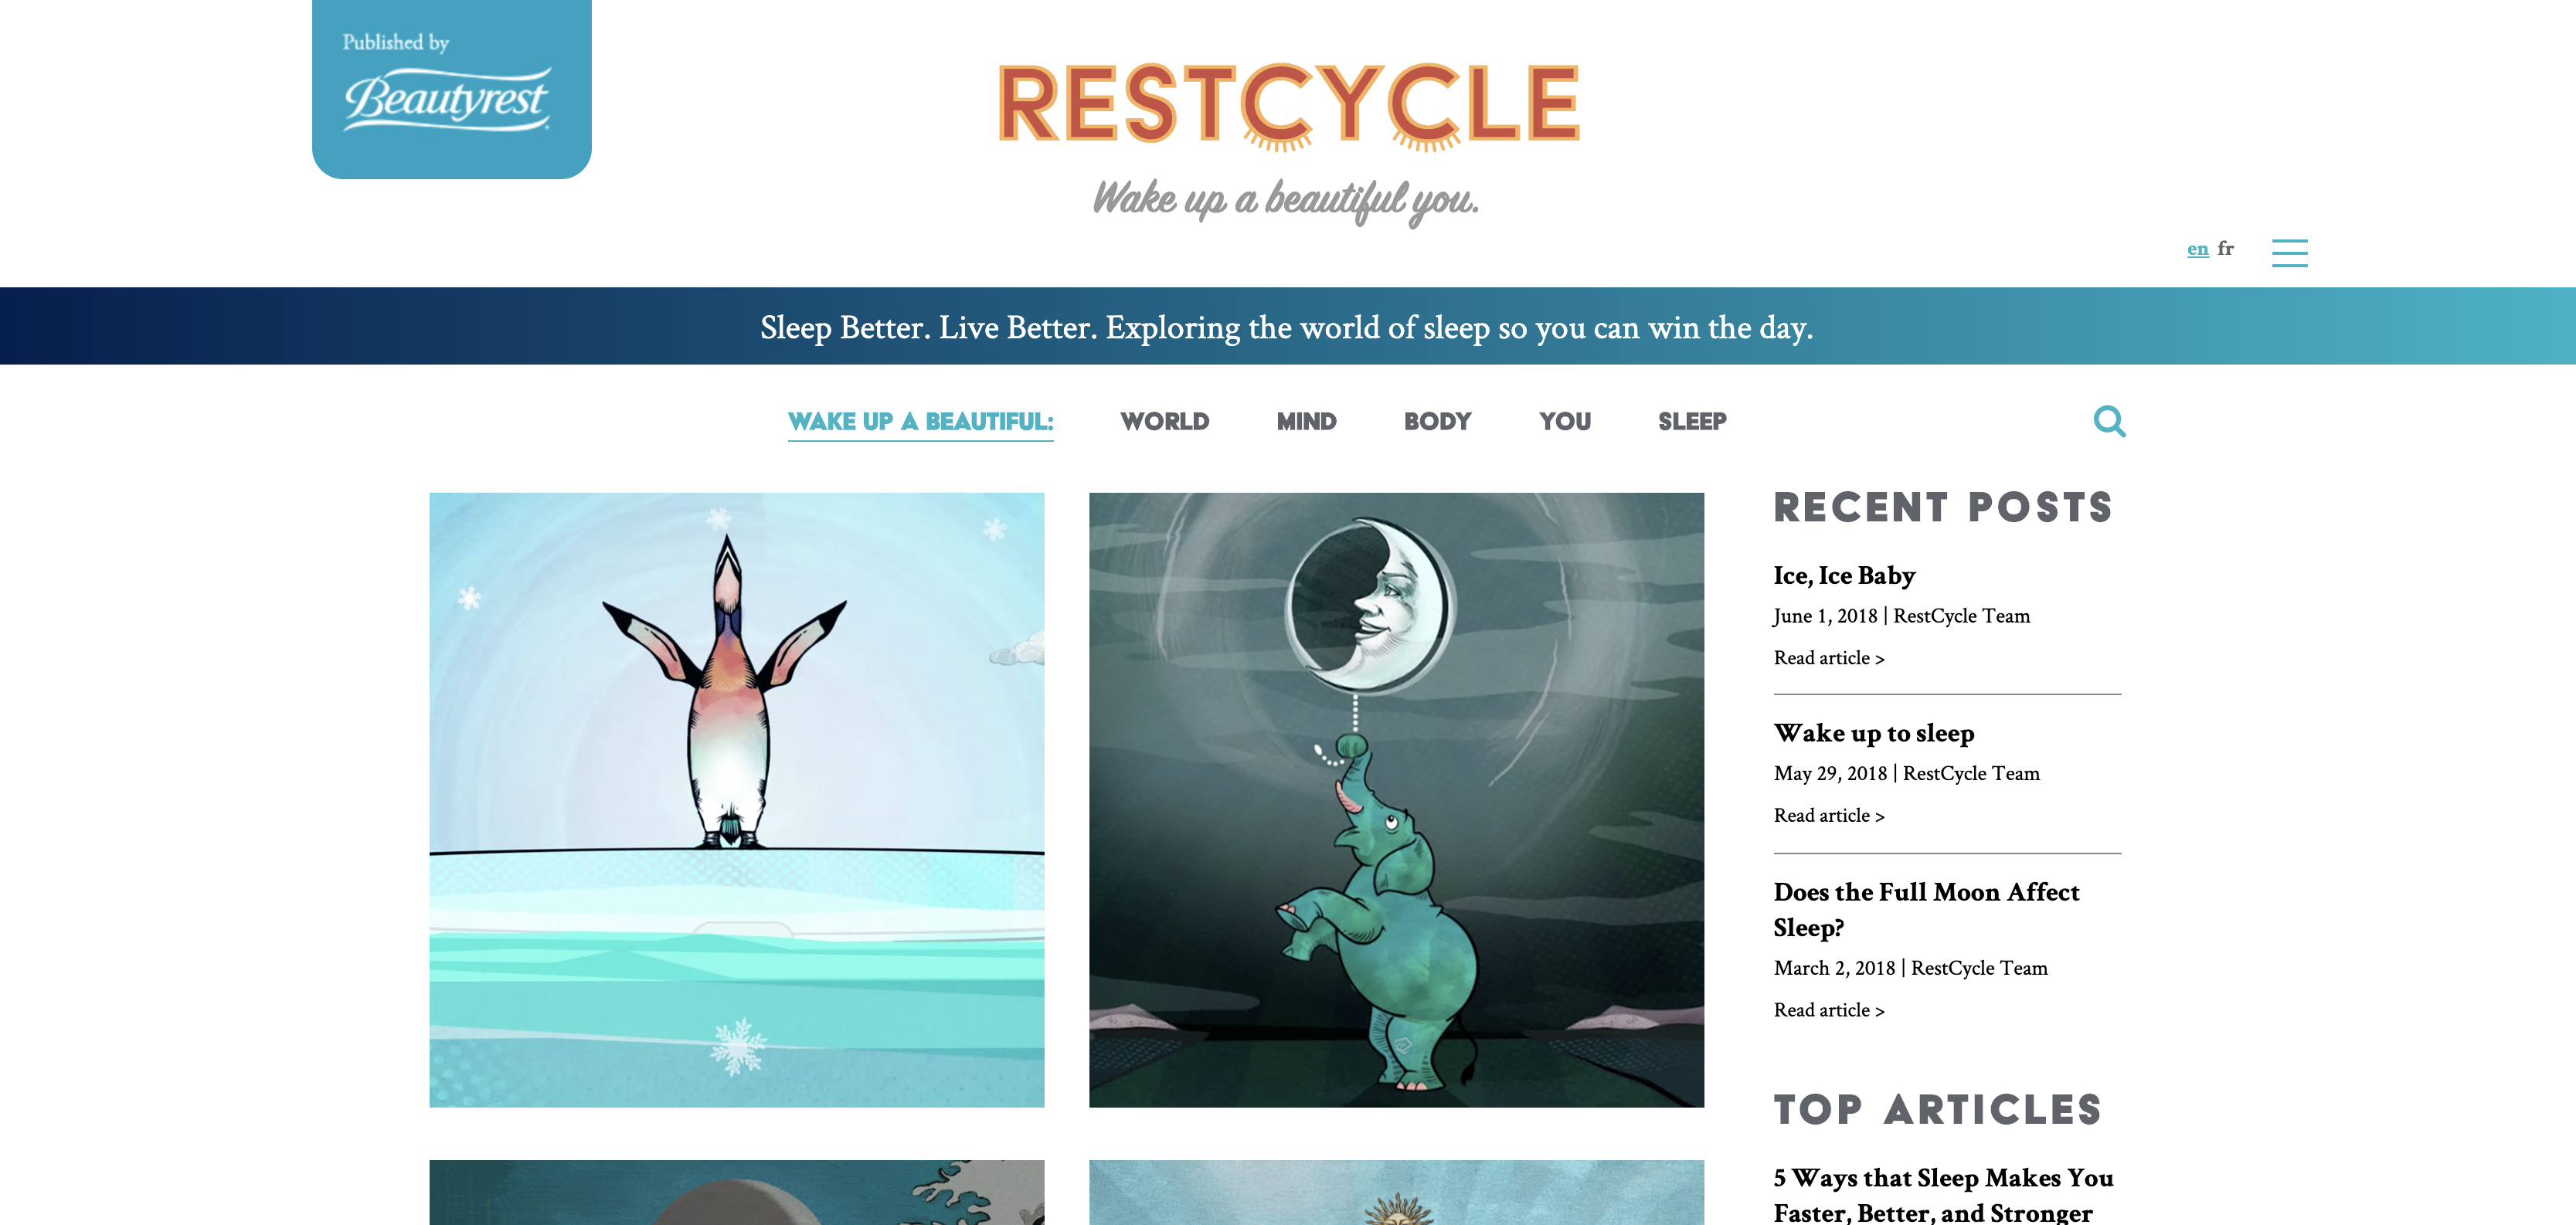 Published by
Beautyrest
RESTCYCLE
Wake up a beautiful you.
en fr
Sleep Better. Live Better. Exploring the world of sleep so you can win the day.
WAKE UP A BEAUTIFUL: WORLD MIND BODY YOU SLEEP
RECENT POSTS
Ice, Ice Baby
June 1, 2018 | RestCycle Team
Read article >
Wake up to sleep
May 29, 2018 | RestCycle Team
Read article >
Does the Full Moon Affect
Sleep?
March 2, 2018 | RestCycle Team
Read article >
TOP ARTICLES
5 Ways that Sleep Makes You
Faster, Better, and Stronger